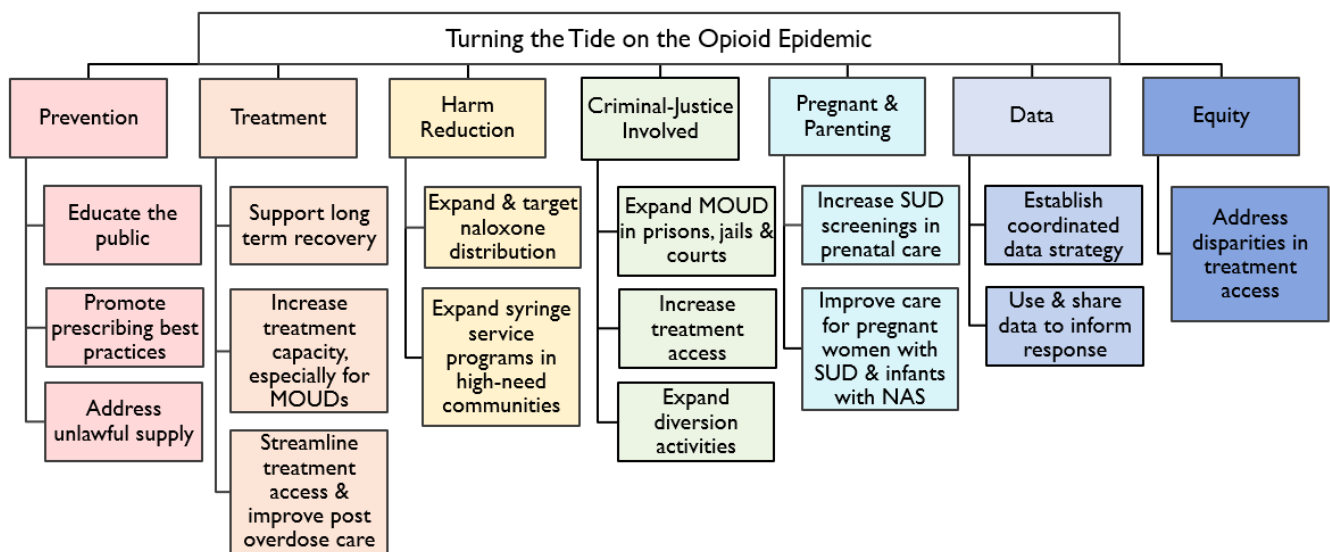 Turning the Tide on the Opioid Epidemic
Prevention
Educate the
public
Promote
prescribing best
practices
Address
unlawful supply
Treatment
Support long
term recovery
Increase
treatment
capacity,
especially for
MOUDs
Streamline
treatment
access &
improve post
overdose care
Harm
Reduction
Expand & target
naloxone
distribution
Expand syringe
service
programs in
high-need
communities
Criminal-Justice
Involved
Expand MOUD
in prisons, jails &
courts
Increase
treatment
access
Expand
diversion
activities
Pregnant &
Parenting
Increase SUD
screenings in
prenatal care
Improve care
for pregnant
women with
SUD & infants
with NAS
Data
Establish
coordinated
data strategy
Use & share
data to inform
response
Equity
Address
disparities in
treatment
access